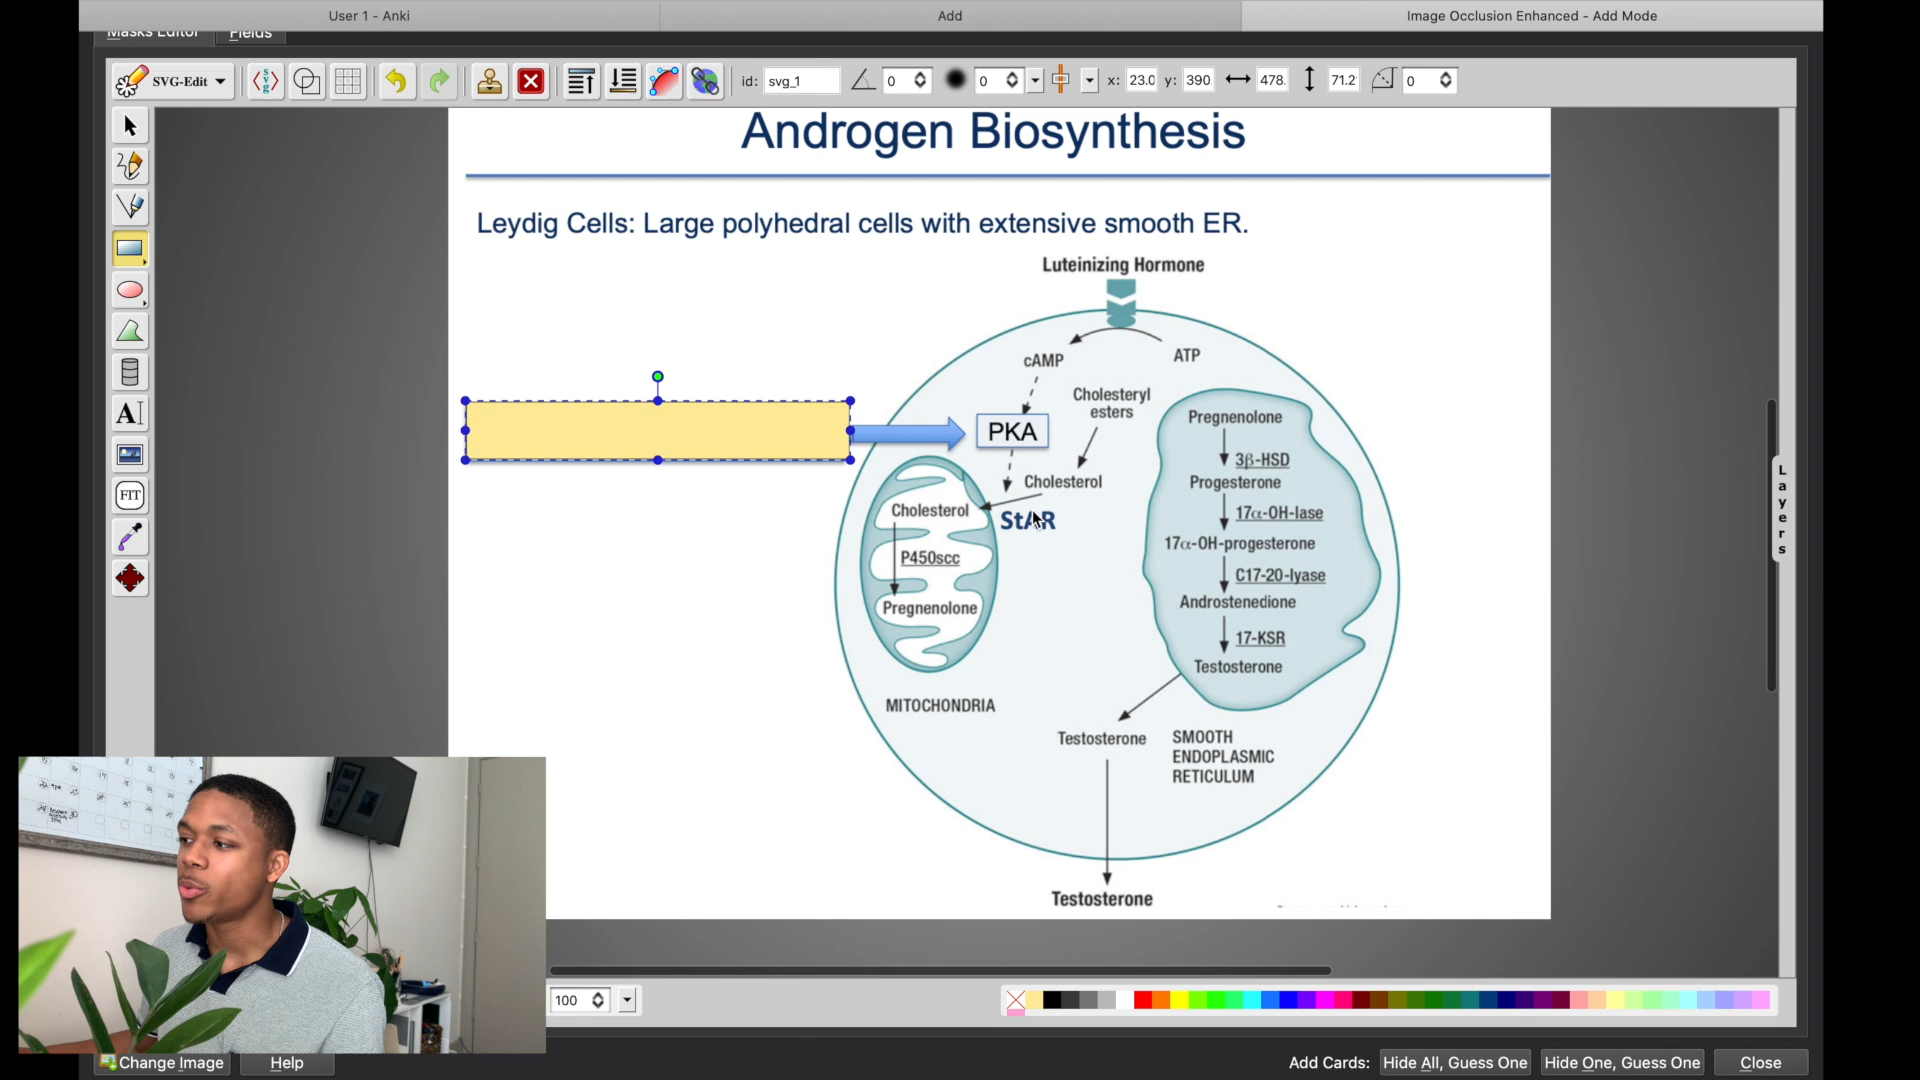 User 1 - Anki
Add
Image Occlusion Enhanced - Add Mode
Masks Editor
Fields
SVG-Edit
id: svg_1
0
0
x: 23.0
y: 390
478.
71.2
0
Androgen Biosynthesis
Leydig Cells: Large polyhedral cells with extensive smooth ER.
Luteinizing Hormone
cAMP
ATP
Cholesteryl
esters
PKA
Cholesterol
StAR
Cholesterol
P450scc
Pregnenolone
MITOCHONDRIA
Pregnenolone
3β-HSD
Progesterone
17α-OH-lase
17α-OH-progesterone
C17-20-lyase
Androstenedione
17-KSR
Testosterone
Testosterone
SMOOTH
ENDOPLASMIC
RETICULUM
Testosterone
Layers
FIT
100
Change Image
Help
Add Cards:
Hide All, Guess One
Hide One, Guess One
Close